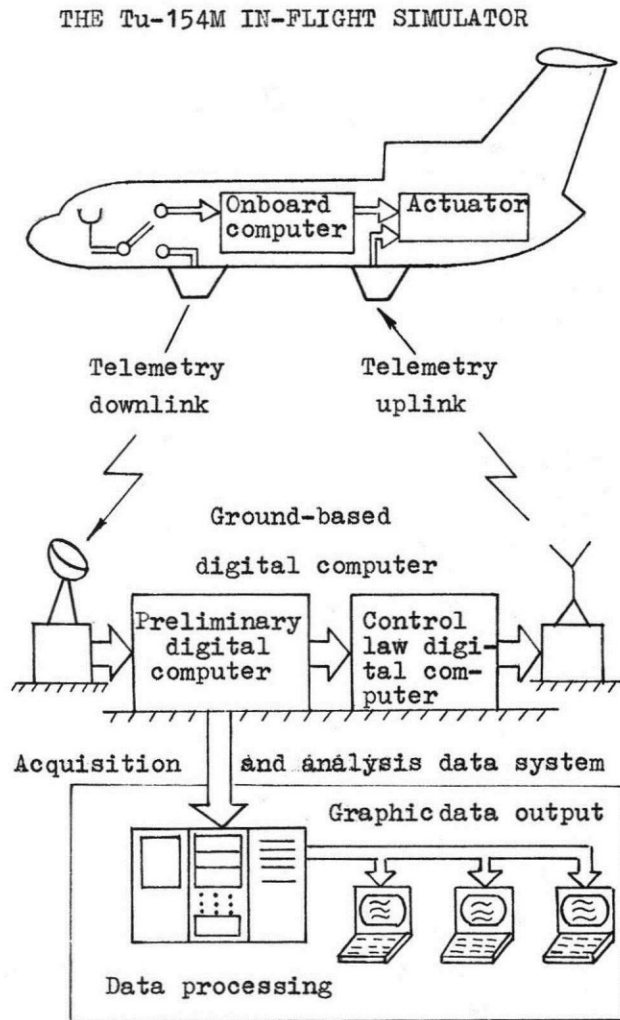 THE Tu-154M IN-FLIGHT SIMULATOR
Onboard
computer
Actuator
Telemetry
downlink
Telemetry
uplink
Ground-based
digital computer
Preliminary
digital
computer
Control
law digi-
tal com-
puter
Acquisition and analysis data system
Graphic data output
Data processing